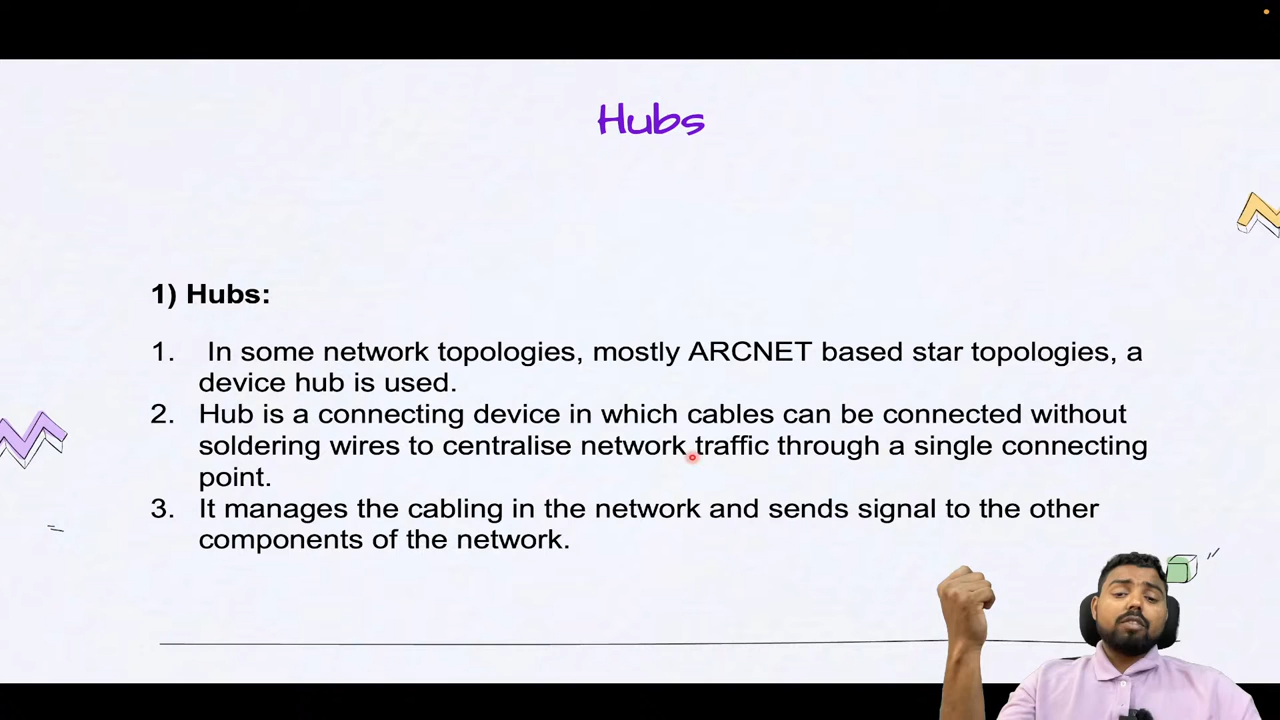 Hubs
1) Hubs:
1. In some network topologies, mostly ARCNET based star topologies, a
device hub is used.
2. Hub is a connecting device in which cables can be connected without
soldering wires to centralise network traffic through a single connecting
point.
3. It manages the cabling in the network and sends signal to the other
components of the network.